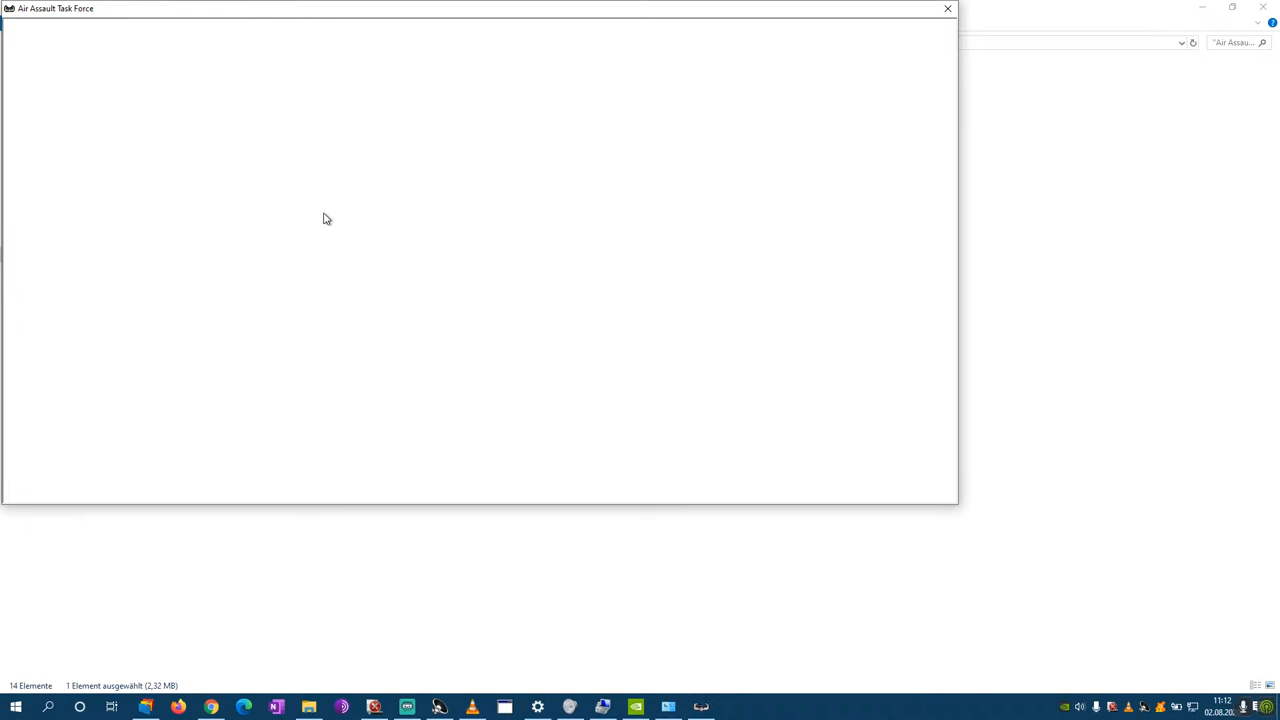 Air Assault Task Force
"Air Assau...
14 Elemente
1 Element ausgewählt (2,32 MB)
11:12
02.08.20